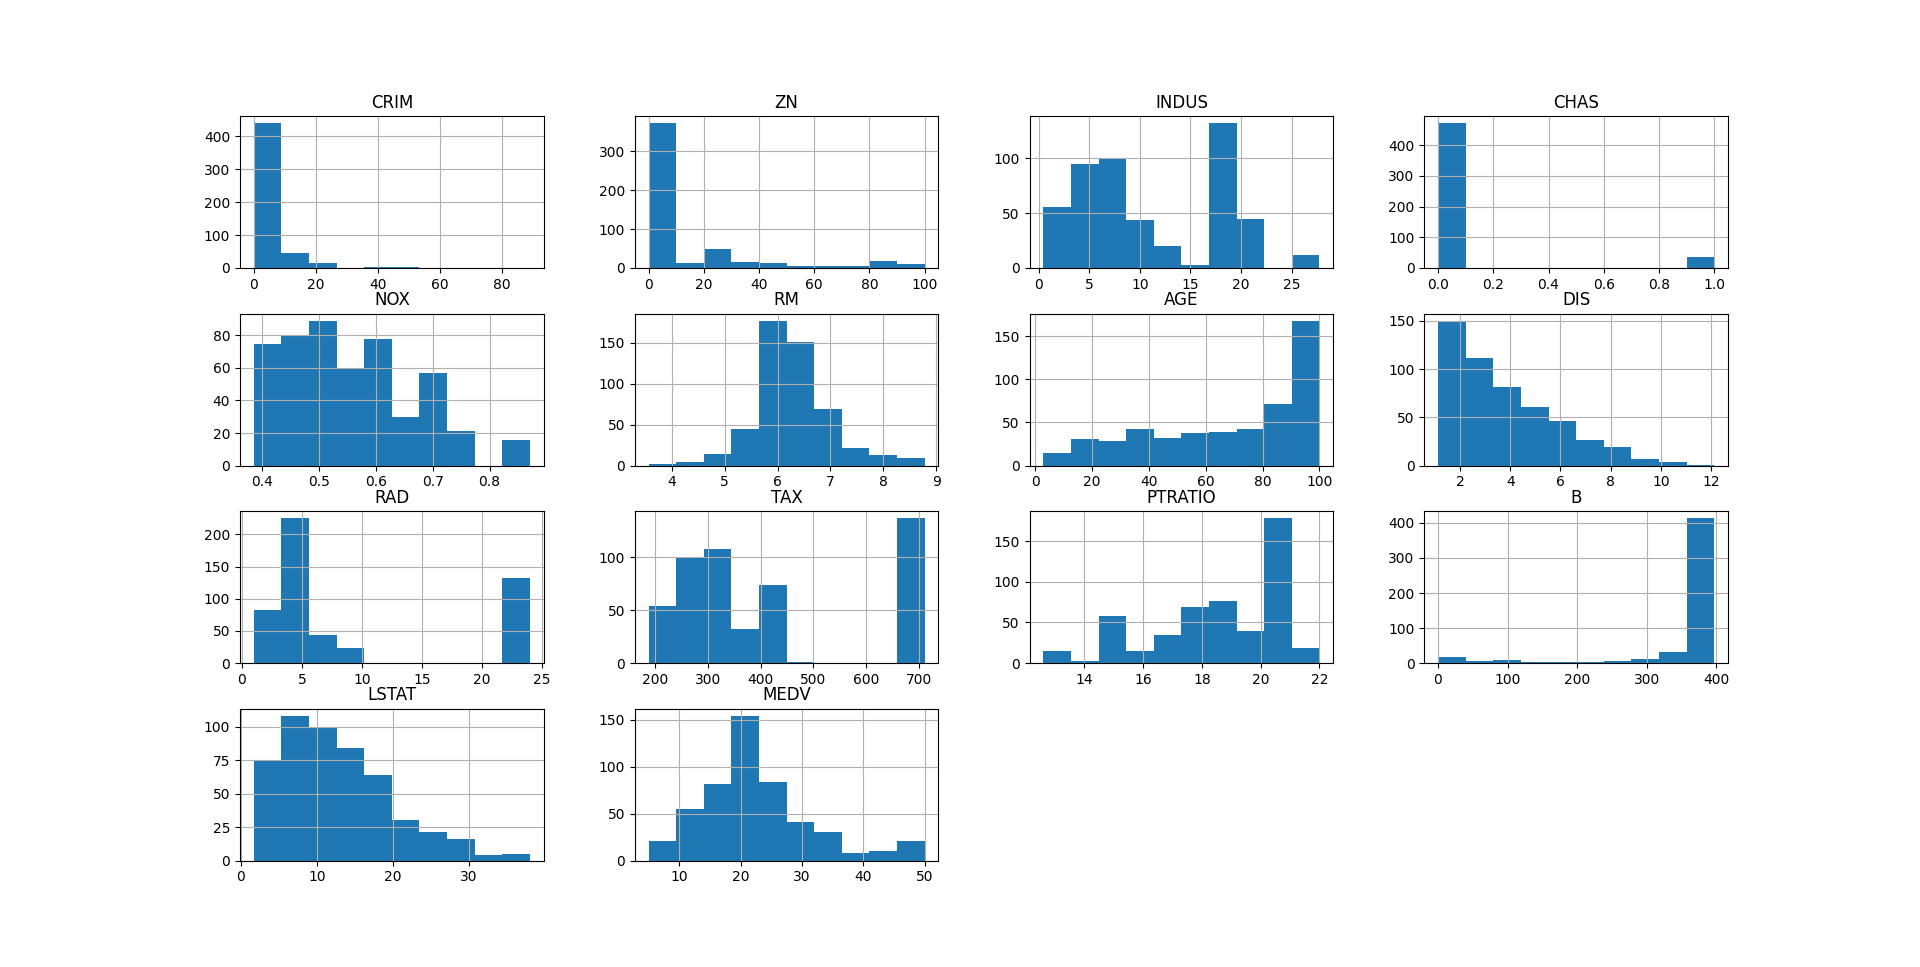 CRIM ZN INDUS CHAS
400 300 200 100 0
0 20 40 60 80
300 200 100 0
0 20 40 60 80 100
100 50 0
0 5 10 15 20 25
400 300 200 100 0
0.0 0.2 0.4 0.6 0.8 1.0
NOX RM AGE DIS
80 60 40 20 0
0.4 0.5 0.6 0.7 0.8
150 100 50 0
4 5 6 7 8 9
150 100 50 0
0 20 40 60 80 100
150 100 50 0
2 4 6 8 10 12
RAD TAX PTRATIO B
200 150 100 50 0
0 5 10 15 20 25
100 50 0
200 300 400 500 600 700
150 100 50 0
14 16 18 20 22
400 300 200 100 0
0 100 200 300 400
LSTAT MEDV
100 75 50 25 0
0 10 20 30
150 100 50 0
10 20 30 40 50